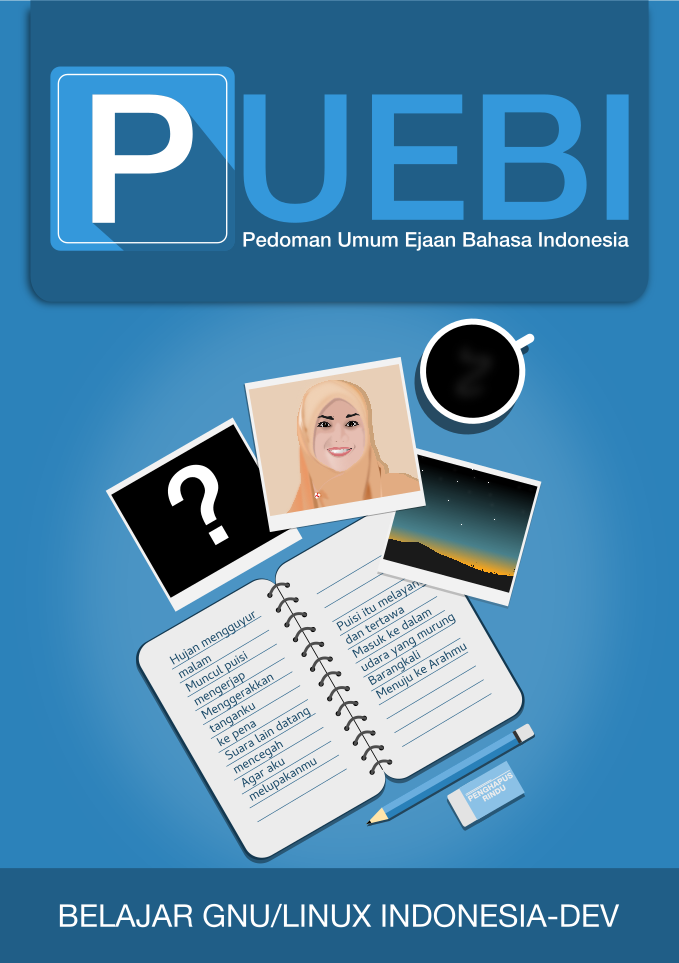 PUEBI
Pedoman Umum Ejaan Bahasa Indonesia
?
Hujan mengguyur
malam
Muncul puisi
mengerjap
Menggerakkan
tanganku
ke pena
Suara lain datang
mencegah
Agar aku
melupakanmu
Puisi itu melayang
dan tertawa
Masuk ke dalam
udara yang murung
Barangkali
Menuju ke Arahmu
PENGHAPUS
RINDU
BELAJAR GNU/LINUX INDONESIA-DEV